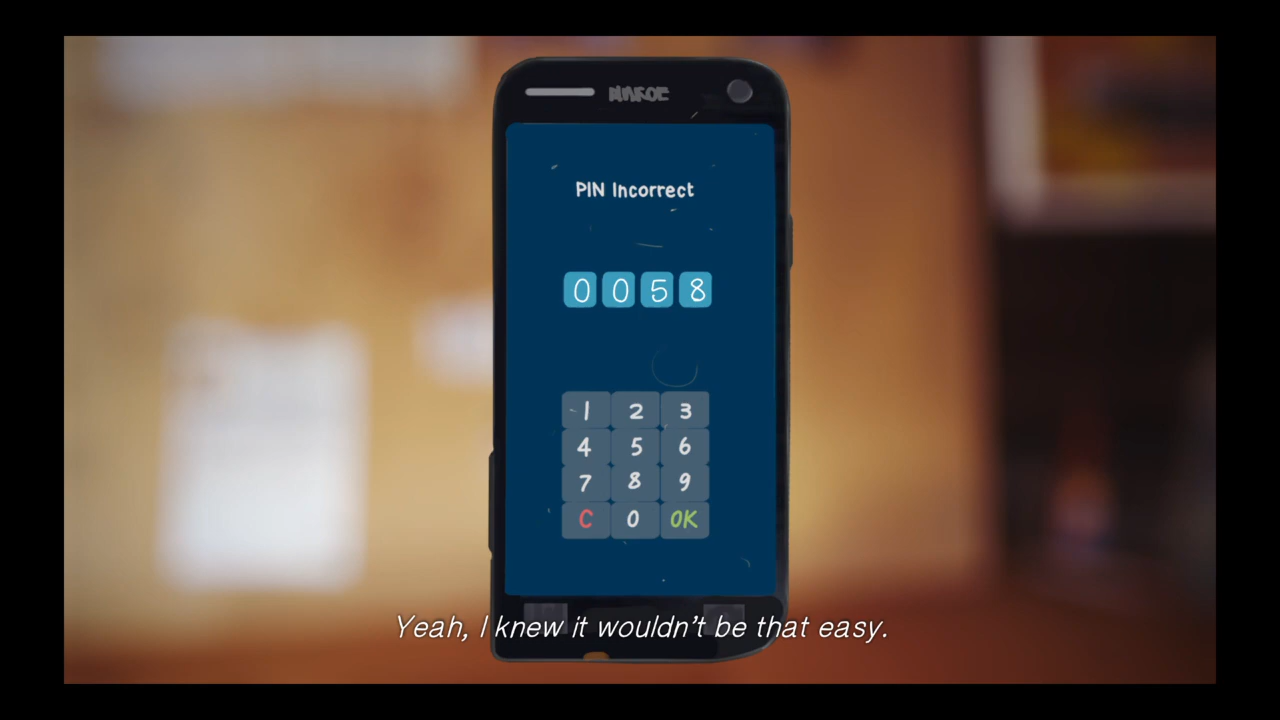 PIN Incorrect
0 0 5 8
1 2 3
4 5 6
7 8 9
C 0 OK
Yeah, I knew it wouldn't be that easy.